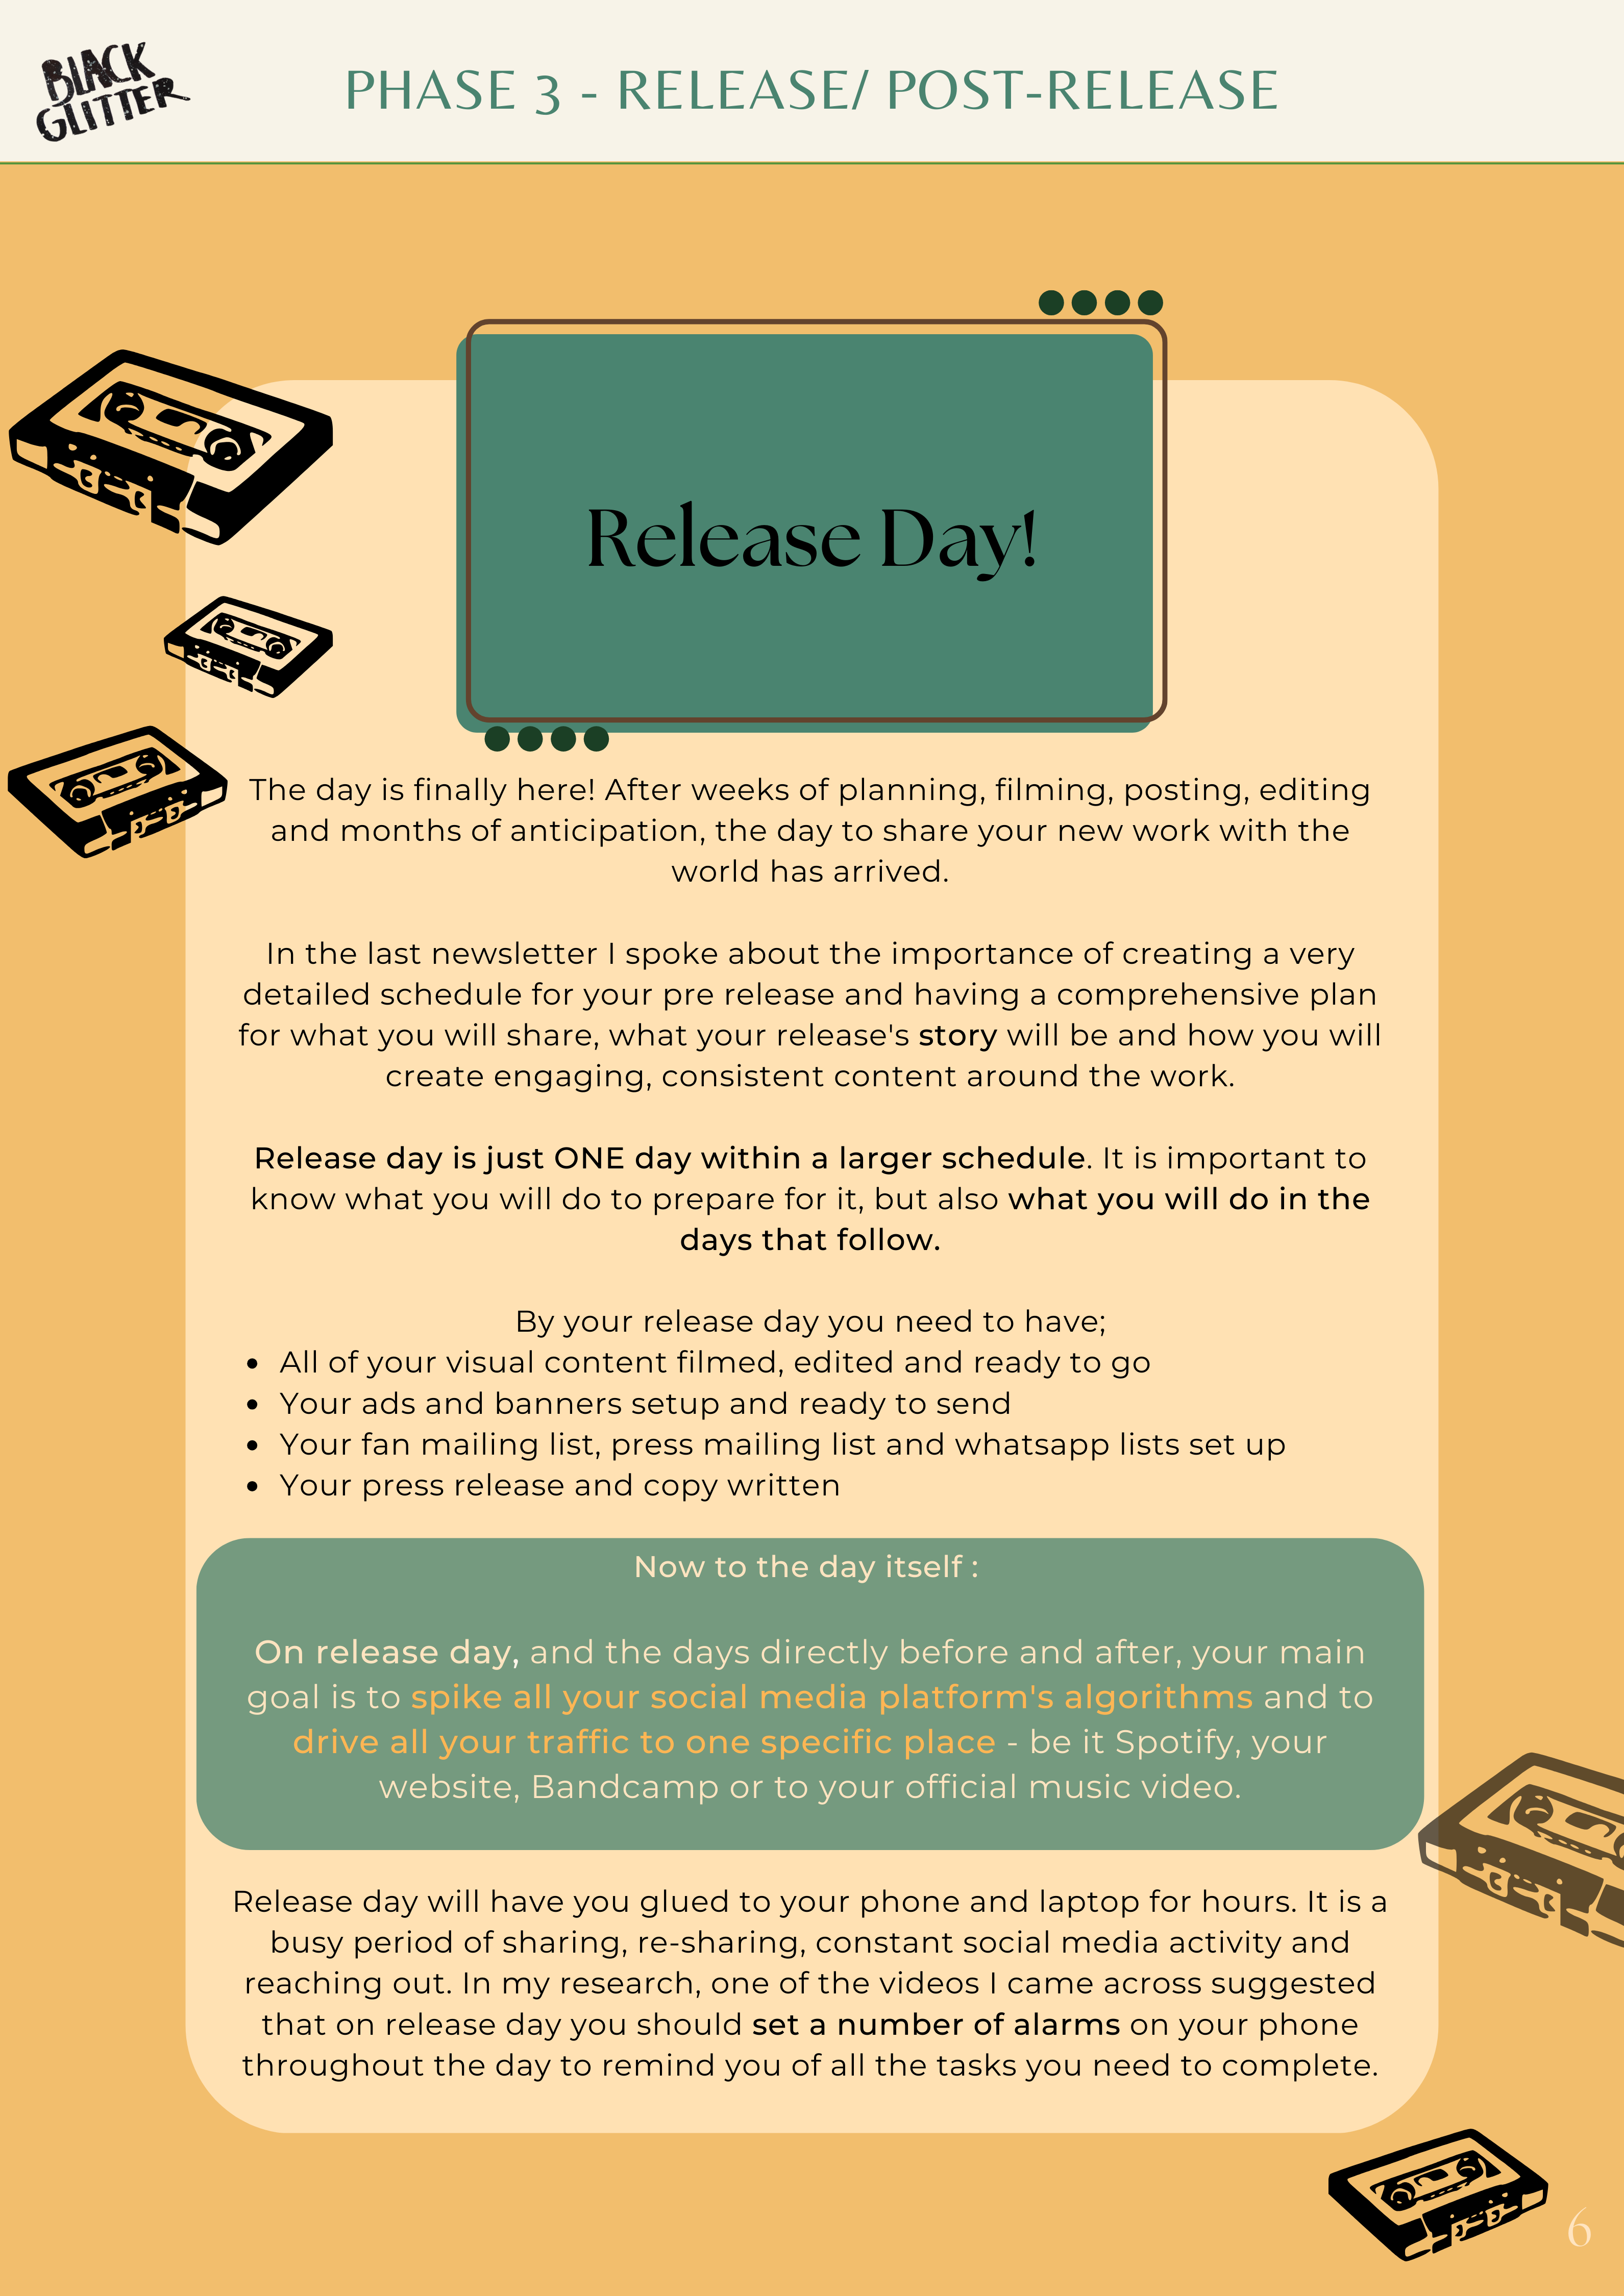 BLACK
GLITTER
PHASE 3 - RELEASE/ POST-RELEASE
Release Day!
The day is finally here! After weeks of planning, filming, posting, editing
and months of anticipation, the day to share your new work with the
world has arrived.
In the last newsletter I spoke about the importance of creating a very
detailed schedule for your pre release and having a comprehensive plan
for what you will share, what your release's story will be and how you will
create engaging, consistent content around the work.
Release day is just ONE day within a larger schedule. It is important to
know what you will do to prepare for it, but also what you will do in the
days that follow.
By your release day you need to have;
• All of your visual content filmed, edited and ready to go
• Your ads and banners setup and ready to send
• Your fan mailing list, press mailing list and whatsapp lists set up
• Your press release and copy written
Now to the day itself :
On release day, and the days directly before and after, your main
goal is to spike all your social media platform's algorithms and to
drive all your traffic to one specific place - be it Spotify, your
website, Bandcamp or to your official music video.
Release day will have you glued to your phone and laptop for hours. It is a
busy period of sharing, re-sharing, constant social media activity and
reaching out. In my research, one of the videos I came across suggested
that on release day you should set a number of alarms on your phone
throughout the day to remind you of all the tasks you need to complete.
6